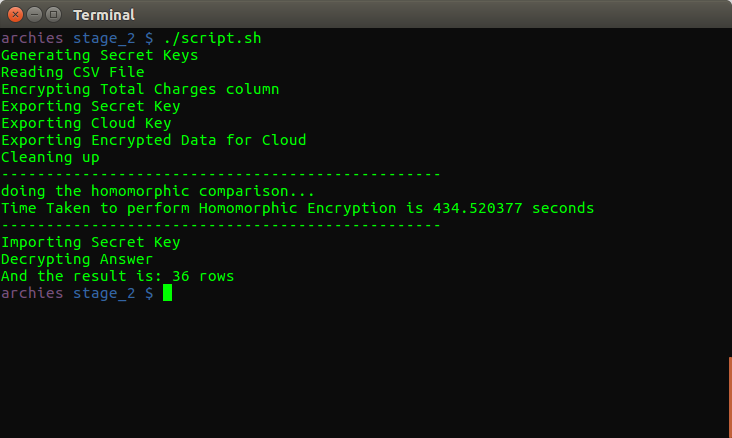 Terminal
archies stage_2 $ ./script.sh
Generating Secret Keys
Reading CSV File
Encrypting Total Charges column
Exporting Secret Key
Exporting Cloud Key
Exporting Encrypted Data for Cloud
Cleaning up
-------------------------------------------------
doing the homomorphic comparison...
Time Taken to perform Homomorphic Encryption is 434.520377 seconds
-------------------------------------------------
Importing Secret Key
Decrypting Answer
And the result is: 36 rows
archies stage_2 $